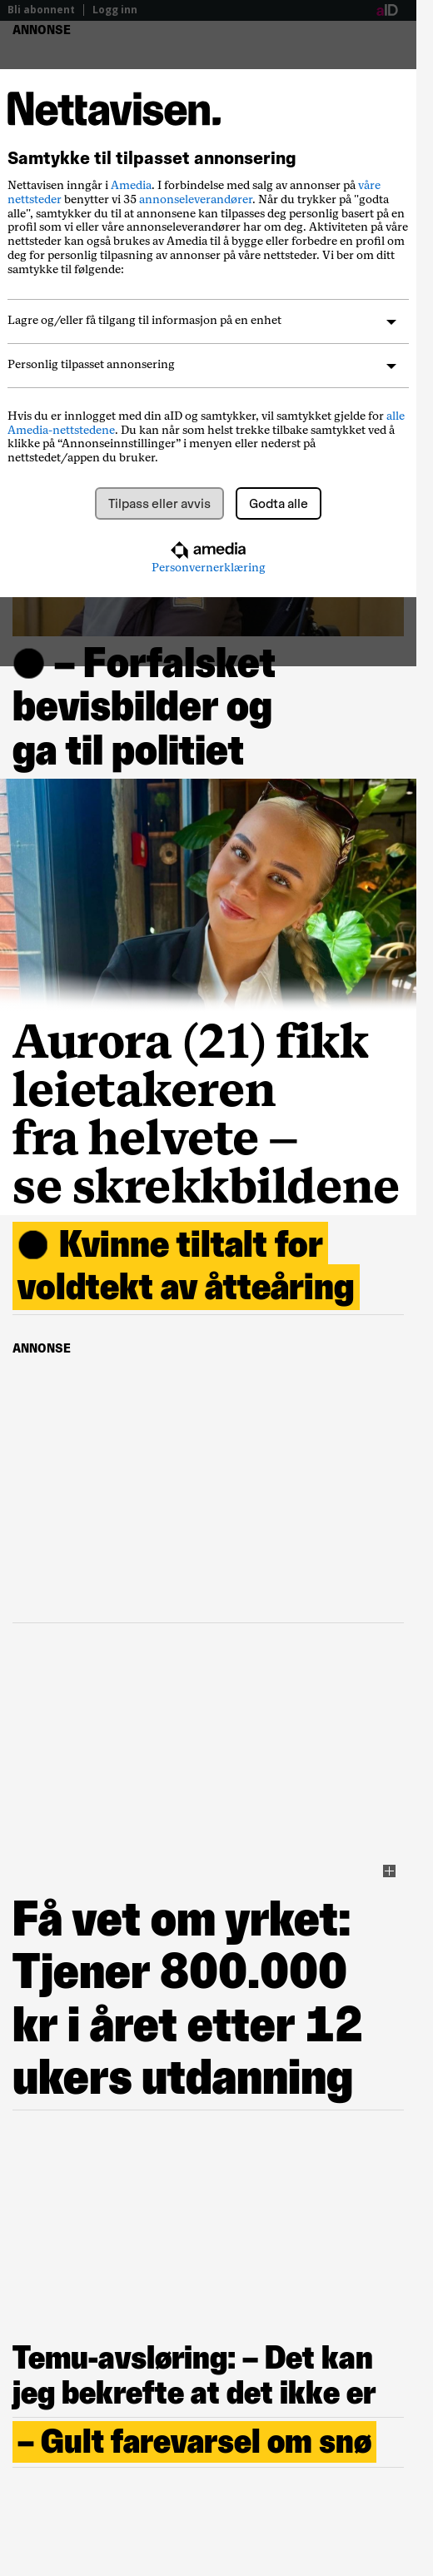 Bli abonnent | Logg inn aID
ANNONSE
Nettavisen.
Samtykke til tilpasset annonsering
Nettavisen inngår i Amedia. I forbindelse med salg av annonser på våre
nettsteder benytter vi 35 annonseleverandører. Når du trykker på "godta
alle", samtykker du til at annonsene kan tilpasses deg personlig basert på en
profil som vi eller våre annonseleverandører har om deg. Aktiviteten på våre
nettsteder kan også brukes av Amedia til å bygge eller forbedre en profil om
deg for personlig tilpasning av annonser på våre nettsteder. Vi ber om ditt
samtykke til følgende:
Lagre og/eller få tilgang til informasjon på en enhet
Personlig tilpasset annonsering
Hvis du er innlogget med din aID og samtykker, vil samtykket gjelde for alle
Amedia-nettstedene. Du kan når som helst trekke tilbake samtykket ved å
klikke på “Annonseinnstillinger” i menyen eller nederst på
nettstedet/appen du bruker.
Tilpass eller avvis Godta alle
amedia
Personvernerklæring
– Forfalsket
bevisbilder og
ga til politiet
Aurora (21) fikk
leietakeren
fra helvete –
se skrekkbildene
Kvinne tiltalt for
voldtekt av åtteåring
ANNONSE
Få vet om yrket:
Tjener 800.000
kr i året etter 12
ukers utdanning
Temu-avsløring: – Det kan
jeg bekrefte at det ikke er
– Gult farevarsel om snø